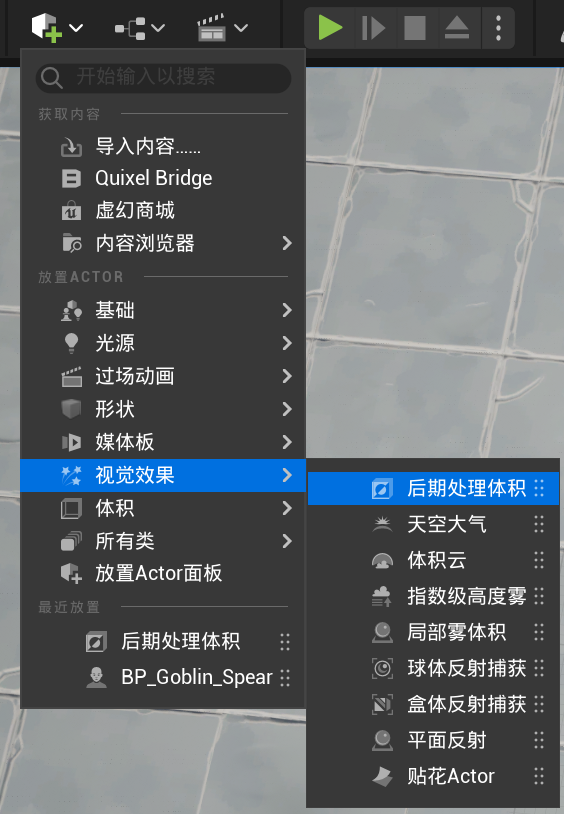 开始输入以搜索
获取内容
导入内容......
Quixel Bridge
虚幻商城
内容浏览器
放置ACTOR
基础
光源
过场动画
形状
媒体板
视觉效果
体积
所有类
放置Actor面板
最近放置
后期处理体积
BP_Goblin_Spear
后期处理体积
天空大气
体积云
指数级高度雾
局部雾体积
球体反射捕获
盒体反射捕获
平面反射
贴花Actor